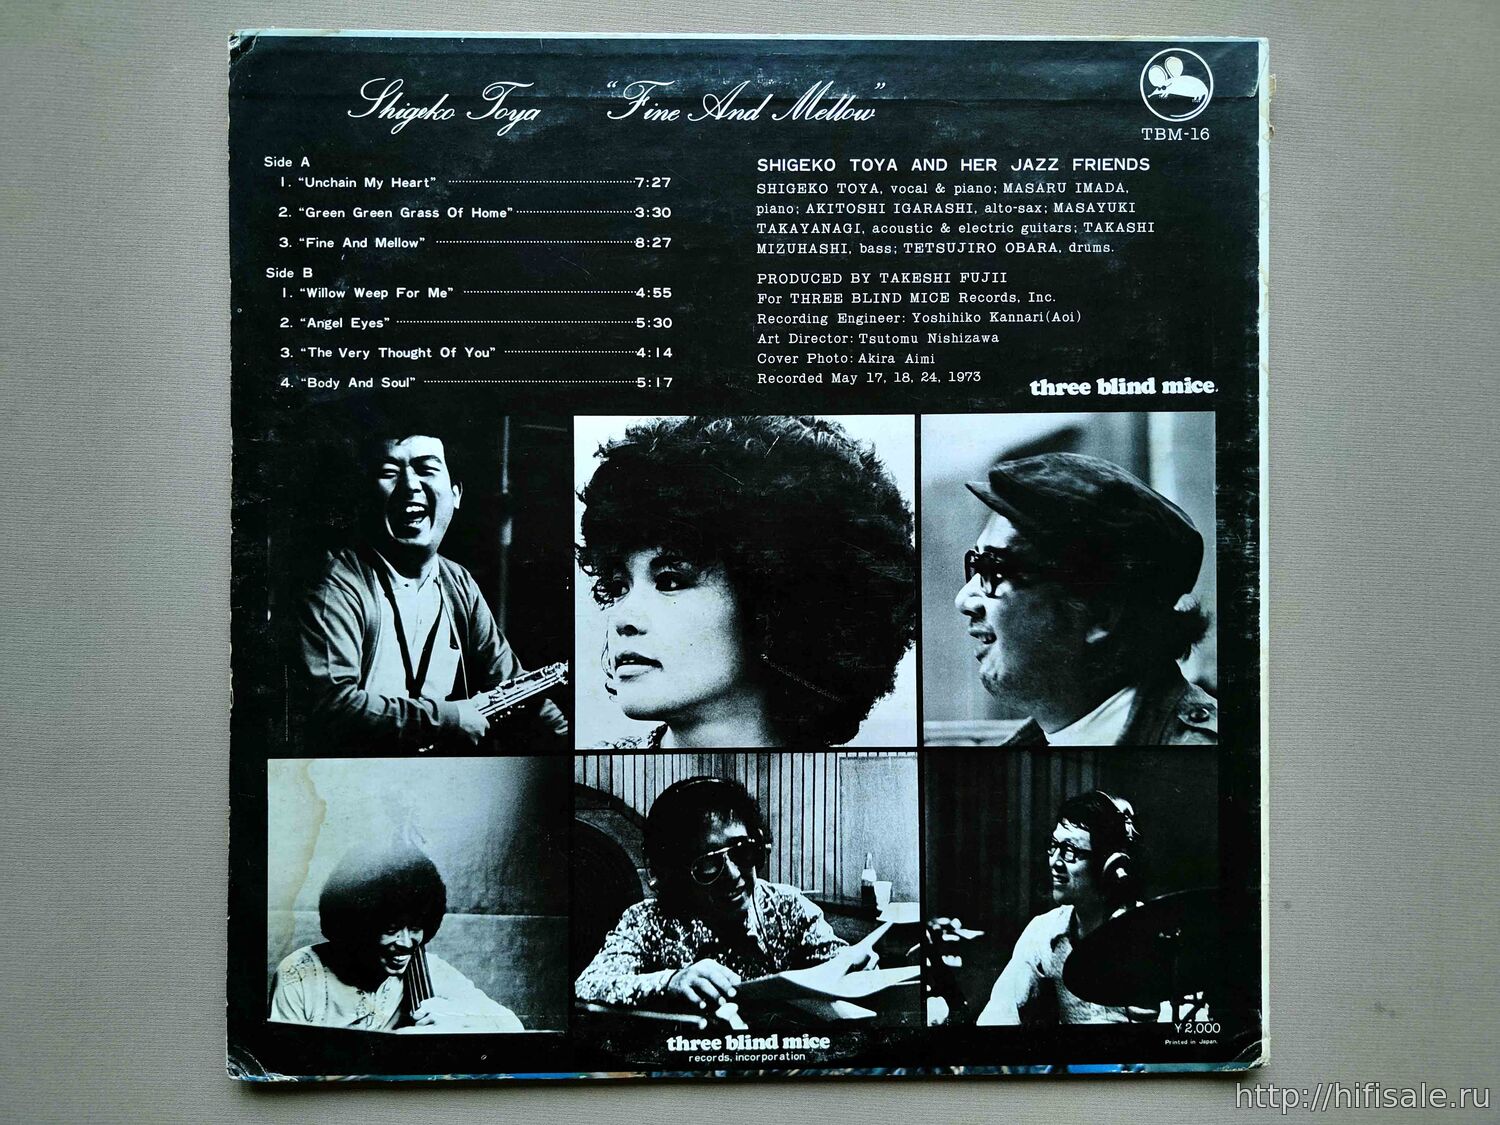 Shigeko Toya "Fine And Mellow"
TBM-16
Side A
1. "Unchain My Heart" 7:27
2. "Green Green Grass Of Home" 3:30
3. "Fine And Mellow" 8:27
Side B
1. "Willow Weep For Me" 4:55
2. "Angel Eyes" 5:30
3. "The Very Thought Of You" 4:14
4. "Body And Soul" 5:17
SHIGEKO TOYA AND HER JAZZ FRIENDS
SHIGEKO TOYA, vocal & piano; MASARU IMADA,
piano; AKITOSHI IGARASHI, alto-sax; MASAYUKI
TAKAYANAGI, acoustic & electric guitars; TAKASHI
MIZUHASHI, bass; TETSUJIRO OBARA, drums.
PRODUCED BY TAKESHI FUJII
For THREE BLIND MICE Records, Inc.
Recording Engineer: Yoshihiko Kannari(Aoi)
Art Director: Tsutomu Nishizawa
Cover Photo: Akira Aimi
Recorded May 17, 18, 24, 1973
three blind mice.
three blind mice
records, incorporation
¥2,000
Printed in Japan.
http://hifisale.ru